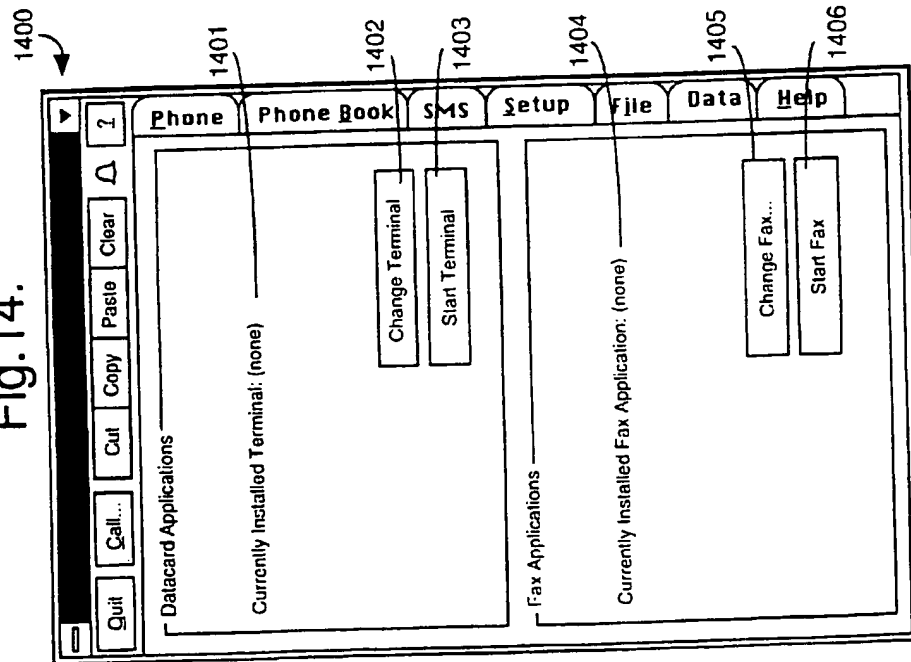 Fig.14.
1400
Quit Call... Cut Copy Paste Clear ?
Phone
Phone Book
SMS
Setup
File
Data
Help
Datacard Applications
Currently Installed Terminal: (none)
1401
Change Terminal
1402
Start Terminal
1403
Fax Applications
Currently Installed Fax Application: (none)
1404
Change Fax...
1405
Start Fax
1406